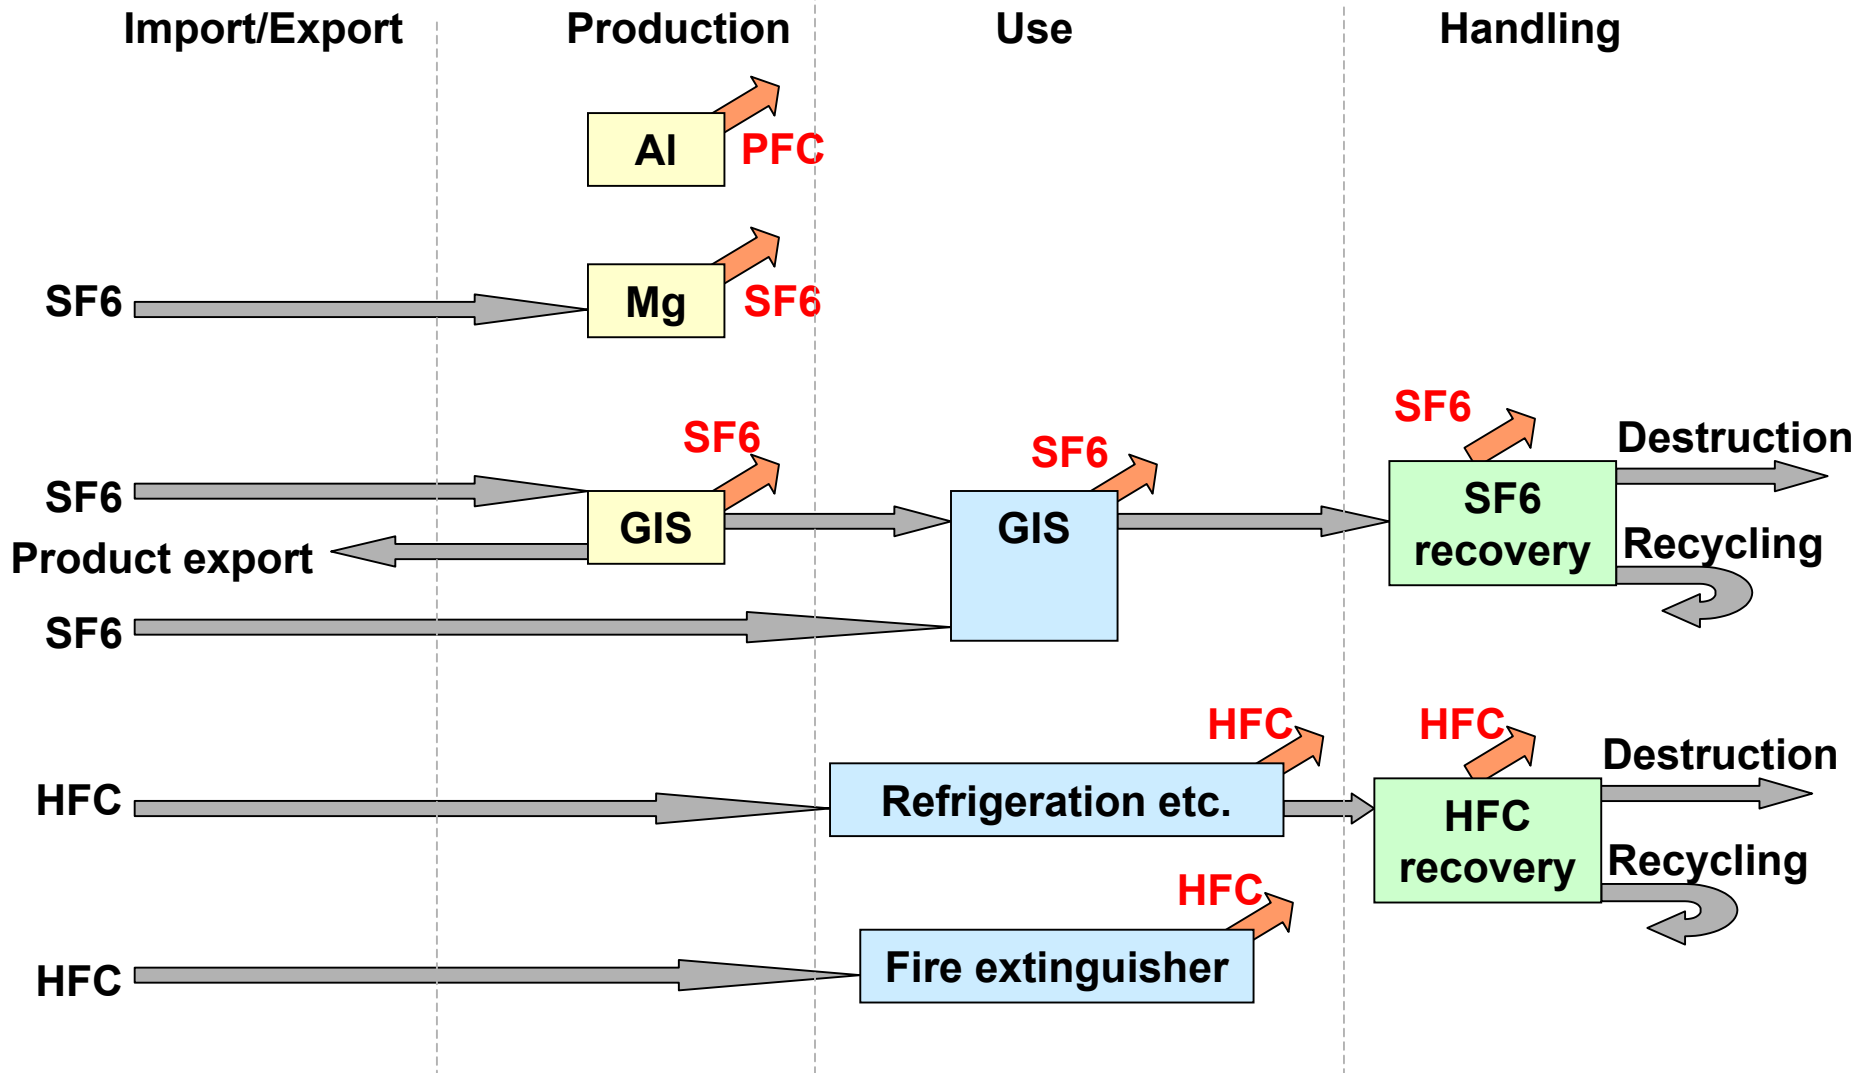 Import/Export
Production
Use
Handling
Al
PFC
SF6
Mg
SF6
SF6
SF6
SF6
Destruction
SF6
GIS
GIS
SF6
recovery
Recycling
Product export
SF6
HFC
HFC
Destruction
HFC
Refrigeration etc.
HFC
recovery
Recycling
HFC
HFC
Fire extinguisher